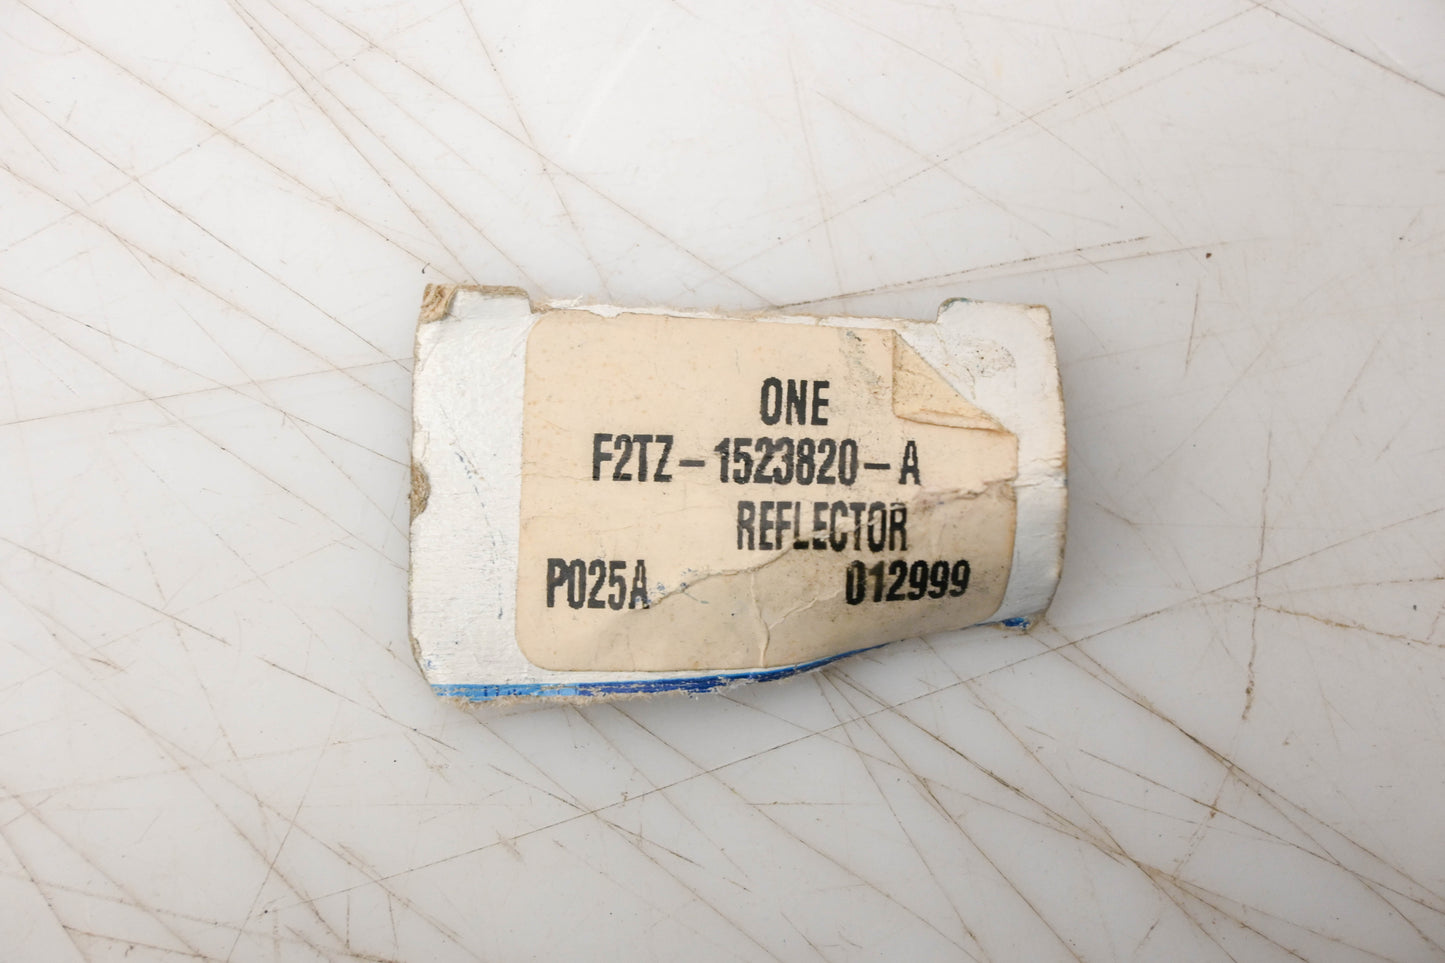 ONE
F2TZ-1523820-A
REFLECTOR
P025A 012999